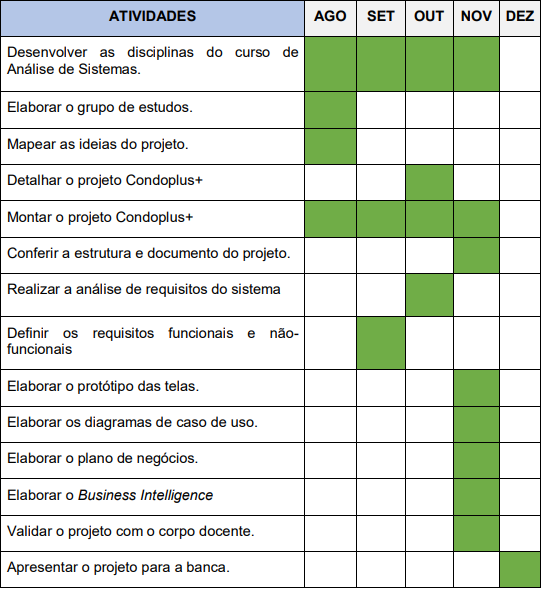 ATIVIDADES AGO SET OUT NOV DEZ
Desenvolver as disciplinas do curso de
Análise de Sistemas.
Elaborar o grupo de estudos.
Mapear as ideias do projeto.
Detalhar o projeto Condoplus+
Montar o projeto Condoplus+
Conferir a estrutura e documento do projeto.
Realizar a análise de requisitos do sistema
Definir os requisitos funcionais e não-
funcionais
Elaborar o protótipo das telas.
Elaborar os diagramas de caso de uso.
Elaborar o plano de negócios.
Elaborar o Business Intelligence
Validar o projeto com o corpo docente.
Apresentar o projeto para a banca.